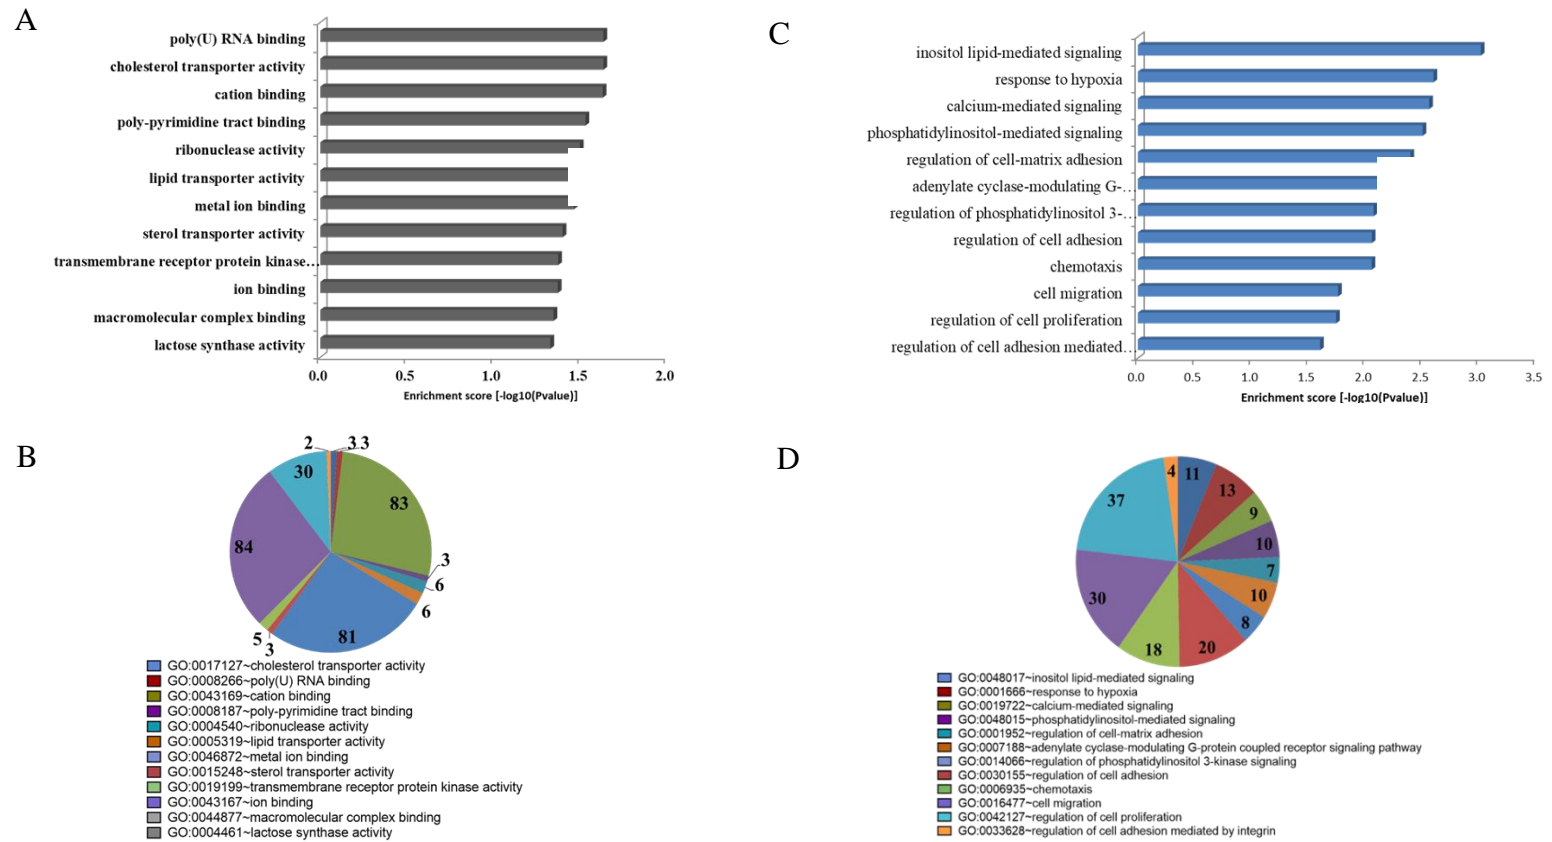 A
poly(U) RNA binding
cholesterol transporter activity
cation binding
poly-pyrimidine tract binding
ribonuclease activity
lipid transporter activity
metal ion binding
sterol transporter activity
transmembrane receptor protein kinase…
ion binding
macromolecular complex binding
lactose synthase activity
0.0 0.5 1.0 1.5 2.0
Enrichment score [-log10(Pvalue)]
B
2 3 3
30
83
84
3
6
6
5
3
81
GO:0017127~cholesterol transporter activity
GO:0008266~poly(U) RNA binding
GO:0043169~cation binding
GO:0008187~poly-pyrimidine tract binding
GO:0004540~ribonuclease activity
GO:0005319~lipid transporter activity
GO:0046872~metal ion binding
GO:0015248~sterol transporter activity
GO:0019199~transmembrane receptor protein kinase activity
GO:0043167~ion binding
GO:0044877~macromolecular complex binding
GO:0004461~lactose synthase activity
C
inositol lipid-mediated signaling
response to hypoxia
calcium-mediated signaling
phosphatidylinositol-mediated signaling
regulation of cell-matrix adhesion
adenylate cyclase-modulating G-…
regulation of phosphatidylinositol 3-…
regulation of cell adhesion
chemotaxis
cell migration
regulation of cell proliferation
regulation of cell adhesion mediated…
0.0 0.5 1.0 1.5 2.0 2.5 3.0 3.5
Enrichment score [-log10(Pvalue)]
D
4 11
13
37
9
10
7
30
10
8
18 20
GO:0048017~inositol lipid-mediated signaling
GO:0001666~response to hypoxia
GO:0019722~calcium-mediated signaling
GO:0048015~phosphatidylinositol-mediated signaling
GO:0001952~regulation of cell-matrix adhesion
GO:0007188~adenylate cyclase-modulating G-protein coupled receptor signaling pathway
GO:0014066~regulation of phosphatidylinositol 3-kinase signaling
GO:0030155~regulation of cell adhesion
GO:0006935~chemotaxis
GO:0016477~cell migration
GO:0042127~regulation of cell proliferation
GO:0033628~regulation of cell adhesion mediated by integrin